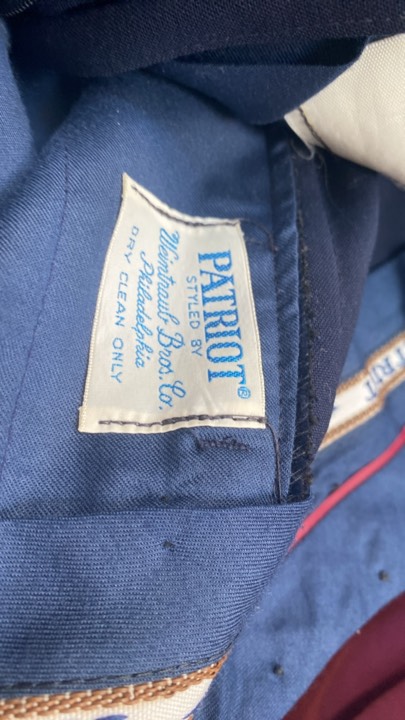 PATRIOT®
STYLED BY
Weintraub Bros. Co.
Philadelphia
DRY CLEAN ONLY